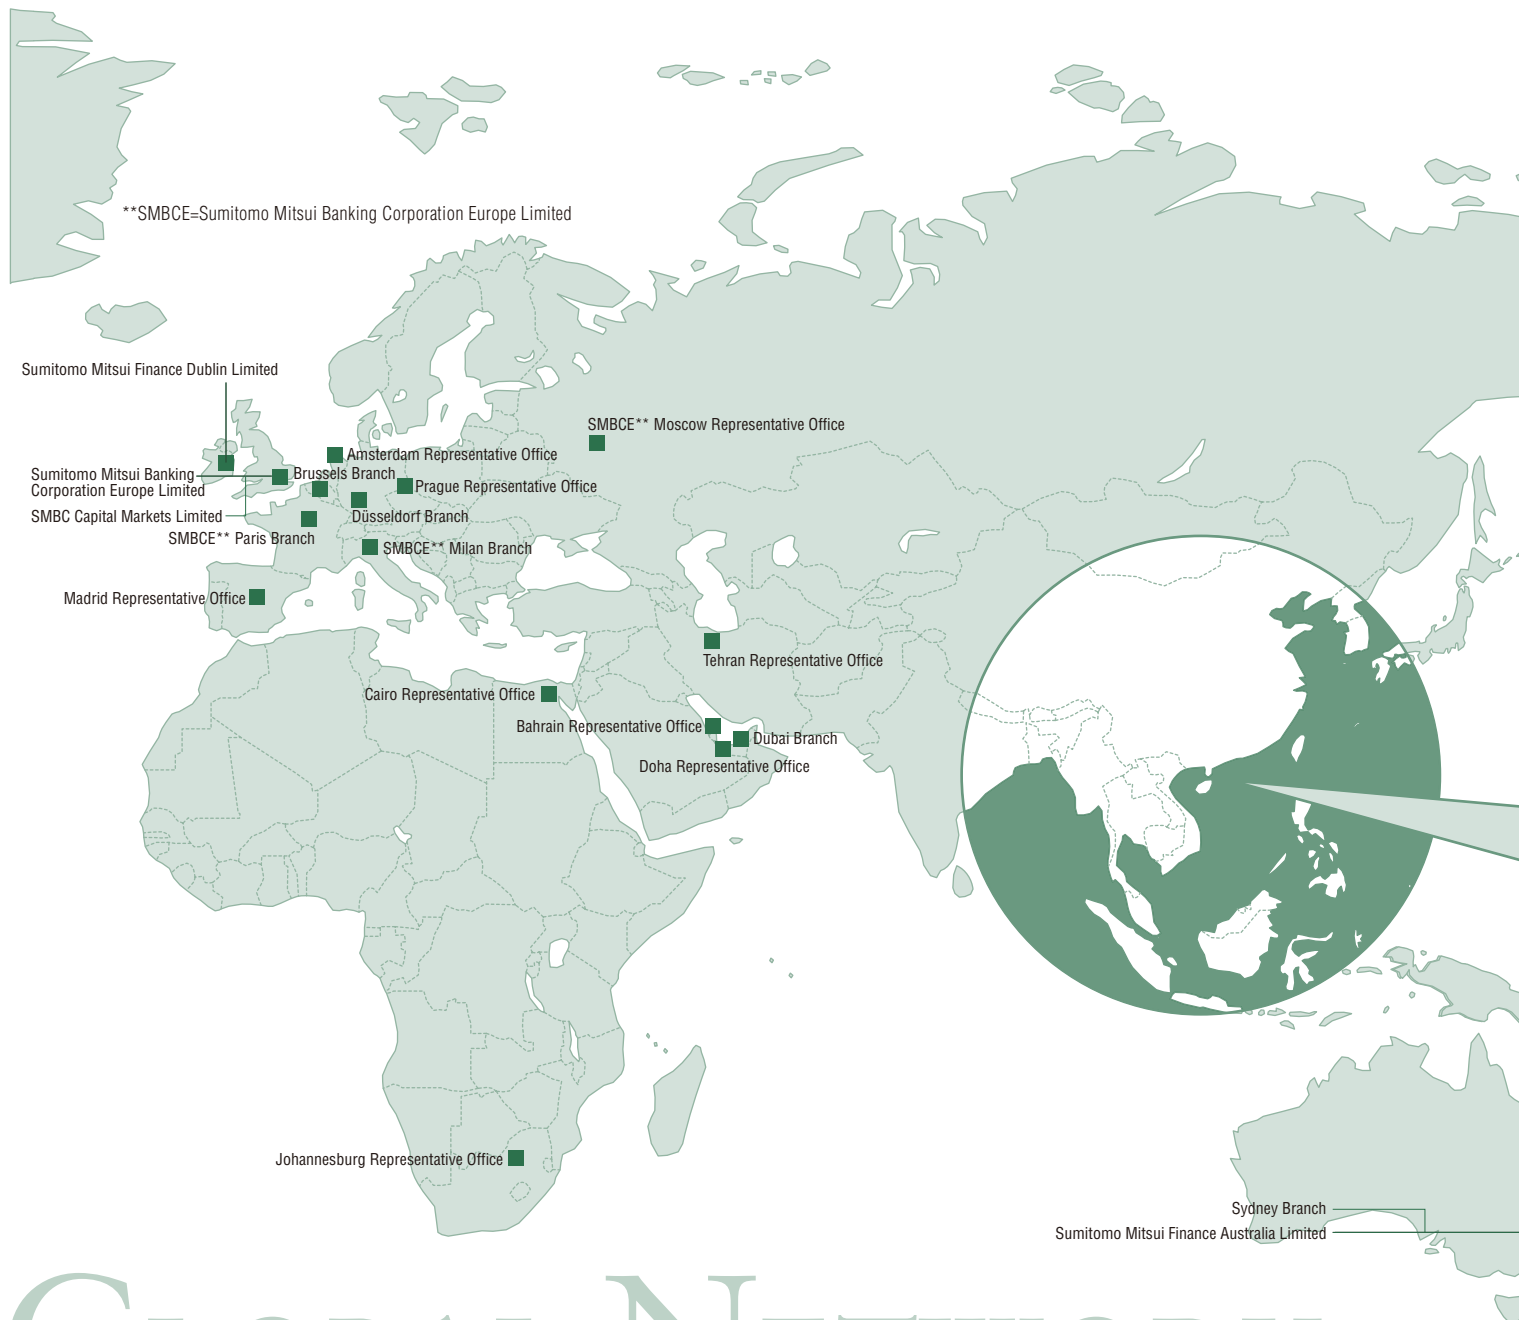 **SMBCE=Sumitomo Mitsui Banking Corporation Europe Limited
Sumitomo Mitsui Finance Dublin Limited
SMBCE** Moscow Representative Office
Amsterdam Representative Office
Sumitomo Mitsui Banking
Corporation Europe Limited
Brussels Branch
Prague Representative Office
SMBC Capital Markets Limited
Düsseldorf Branch
SMBCE** Paris Branch
SMBCE** Milan Branch
Madrid Representative Office
Tehran Representative Office
Cairo Representative Office
Bahrain Representative Office
Dubai Branch
Doha Representative Office
Johannesburg Representative Office
Sydney Branch
Sumitomo Mitsui Finance Australia Limited